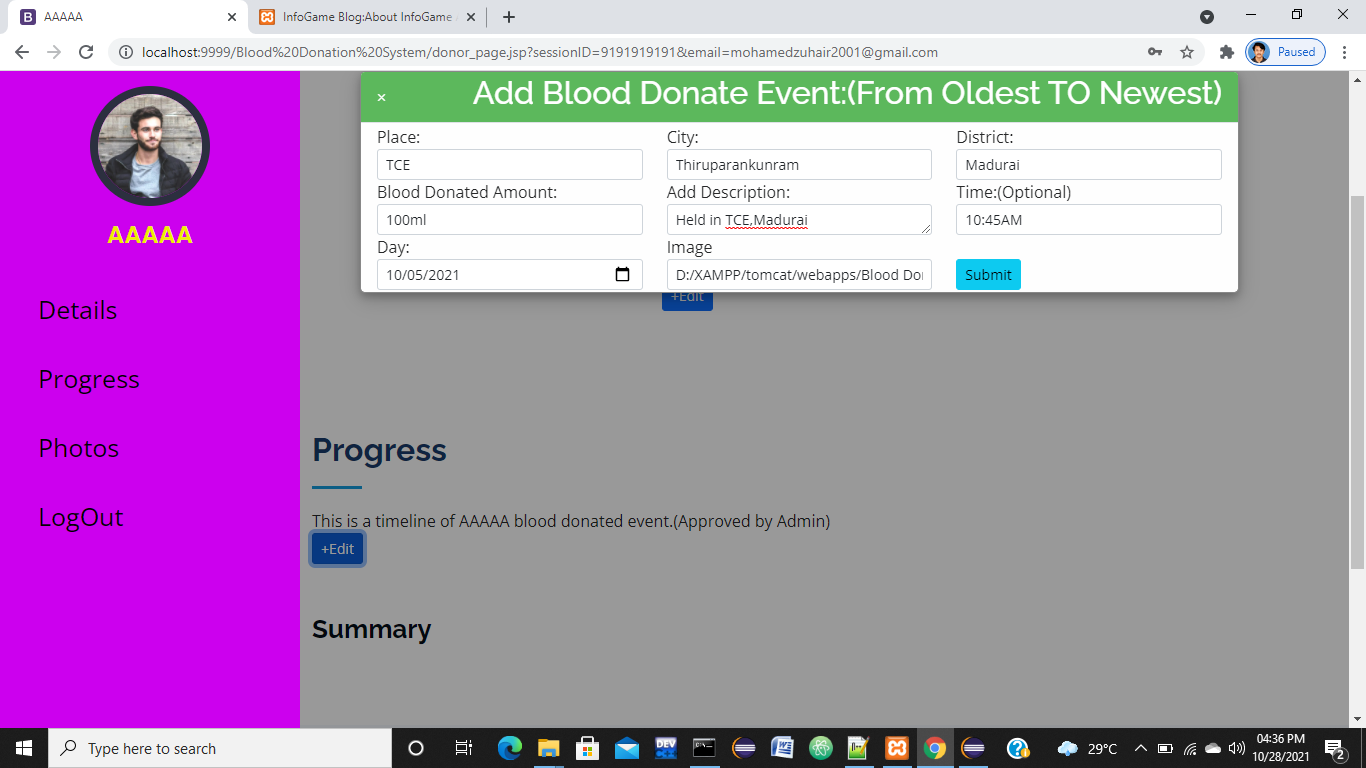 AAAAA
InfoGame Blog:About InfoGame
localhost:9999/Blood%20Donation%20System/donor_page.jsp?sessionID=9191919191&email=mohamedzuhair2001@gmail.com
Paused
× Add Blood Donate Event:(From Oldest TO Newest)
Place: City: District:
TCE Thiruparankunram Madurai
Blood Donated Amount: Add Description: Time:(Optional)
100ml Held in TCE,Madurai 10:45AM
Day: Image
10/05/2021 D:/XAMPP/tomcat/webapps/Blood Do Submit
+Edit
AAAAA
Details
Progress
Photos
LogOut
Progress
This is a timeline of AAAAA blood donated event.(Approved by Admin)
+Edit
Summary
Type here to search
DEV
29°C
04:36 PM
10/28/2021
2